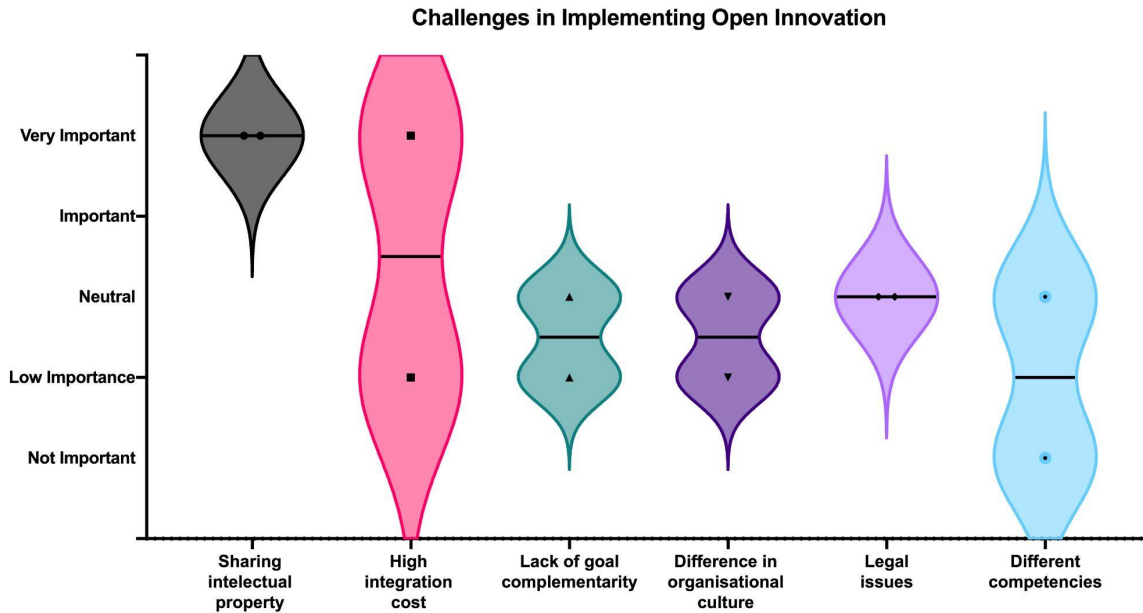 Challenges in Implementing Open Innovation
Very Important
Important
Neutral
Low Importance
Not Important
Sharing
intelectual
property
High
integration
cost
Lack of goal
complementarity
Difference in
organisational
culture
Legal
issues
Different
competencies